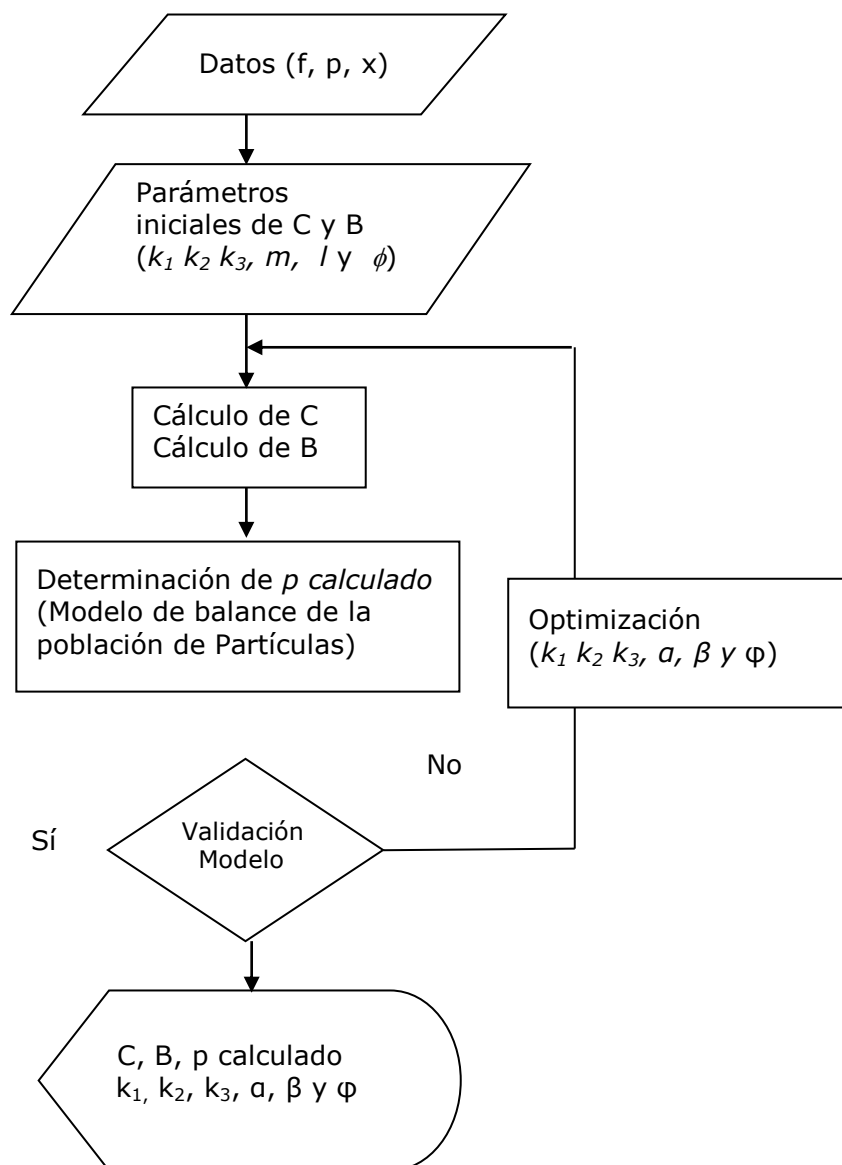 Datos (f, p, x)
Parámetros
iniciales de C y B
(k₁ k₂ k₃, m, l y ϕ)
Cálculo de C
Cálculo de B
Determinación de p calculado
(Modelo de balance de la
población de Partículas)
Optimización
(k₁ k₂ k₃, α, β y φ)
No
Sí
Validación
Modelo
C, B, p calculado
k₁, k₂, k₃, α, β y φ